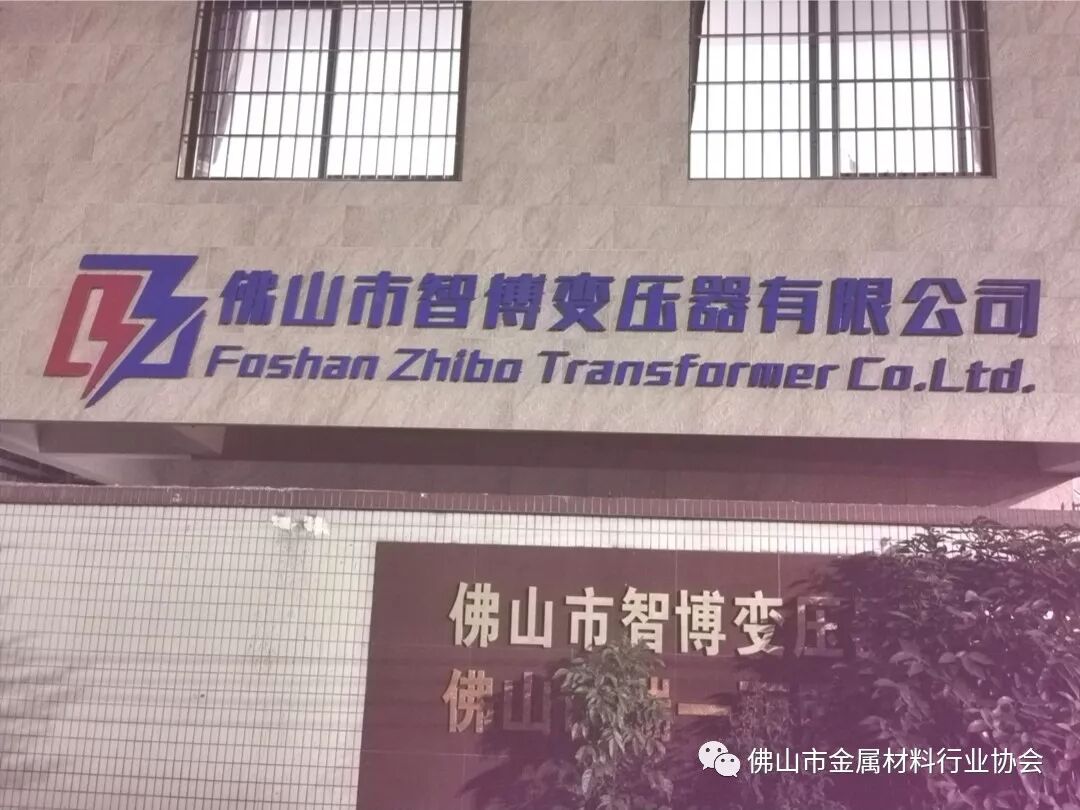 佛山市智博变压器有限公司
Foshan Zhibo Transformer Co.Ltd.
佛山市智博变压
佛山
佛山市金属材料行业协会